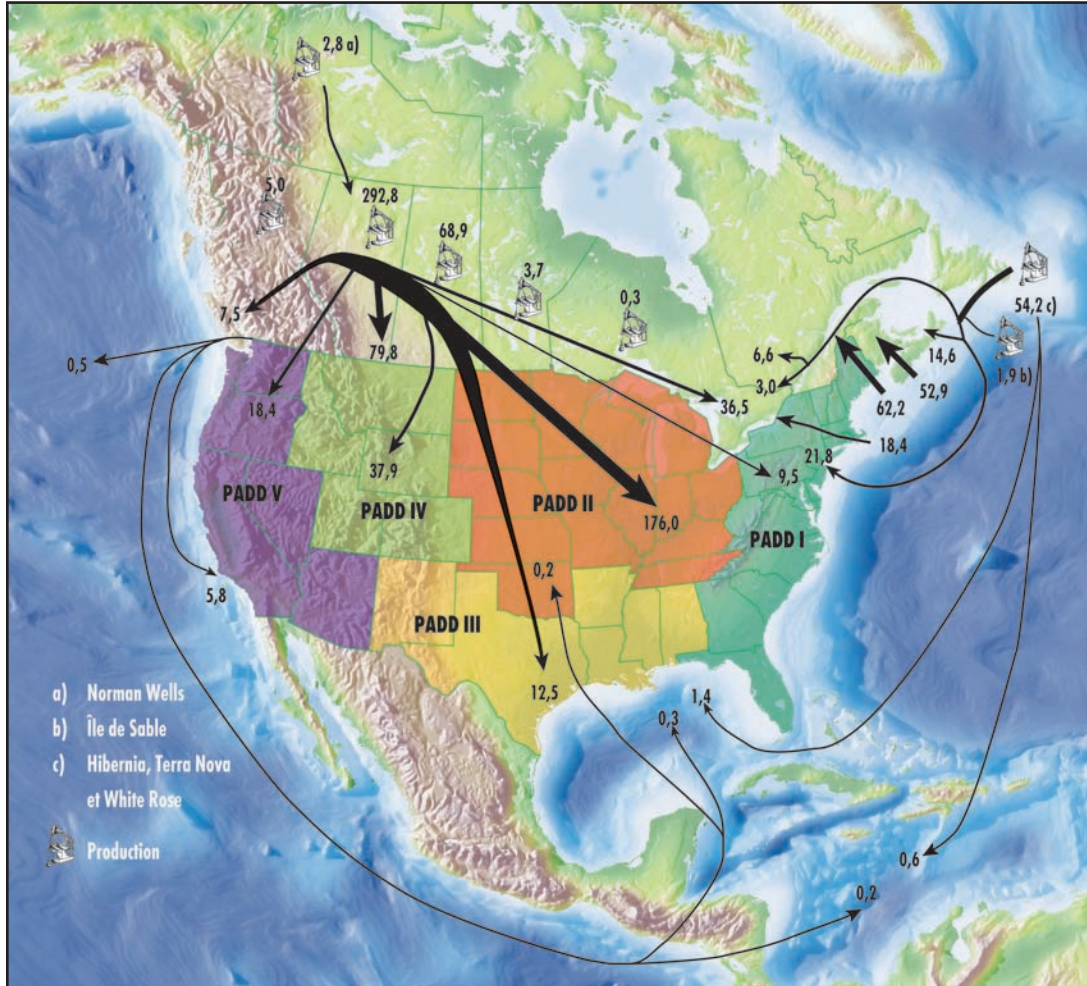 2,8 a)
5,0
292,8
68,9
3,7
0,3
54,2 c)
1,9 b)
7,5
0,5
79,8
6,6
3,0
14,6
52,9
62,2
36,5
18,4
18,4
21,8
9,5
37,9
PADD V
PADD IV
PADD II
176,0
PADD I
0,2
5,8
PADD III
12,5
1,4
0,3
a) Norman Wells
b) Île de Sable
c) Hibernia, Terra Nova
et White Rose
Production
0,6
0,2